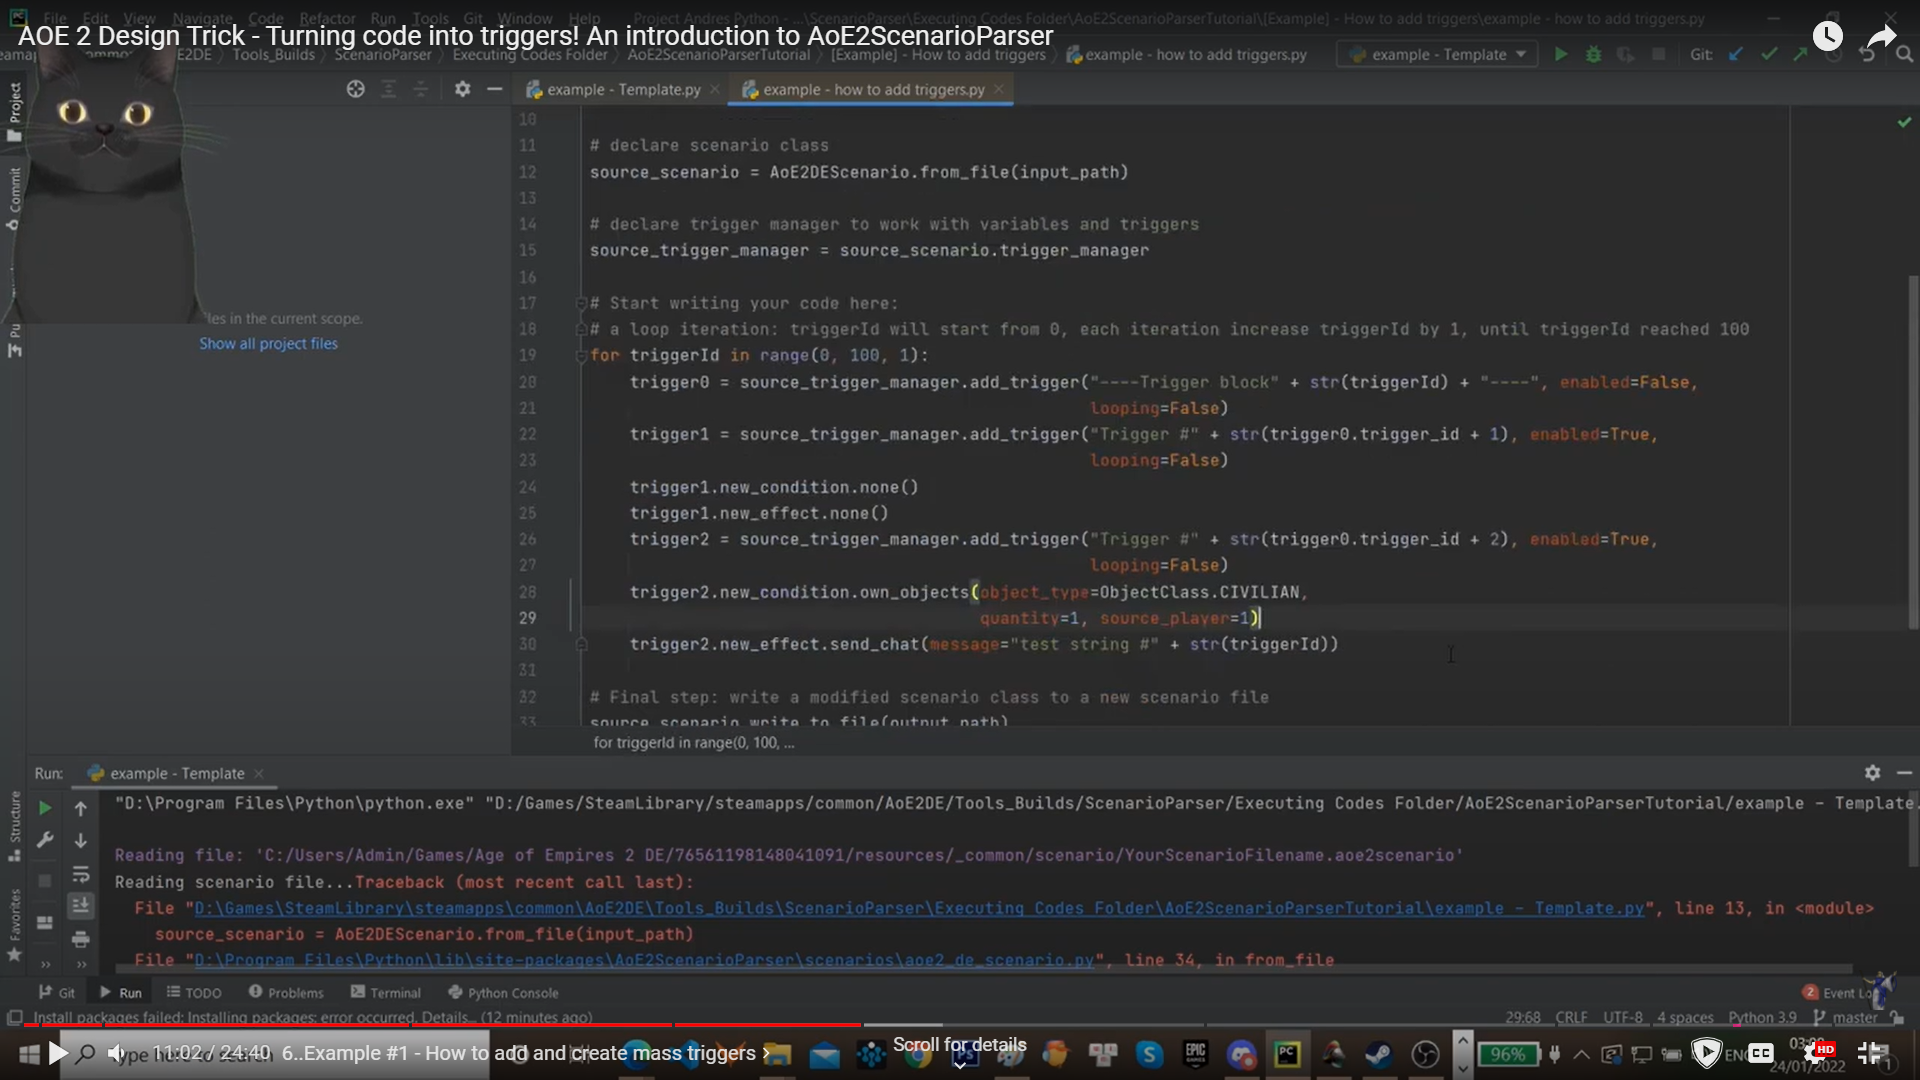 File Edit View Navigate Code Refactor Run Tools Git Window Project Andres Python - ...\ScenarioParser\Executing Codes Folder\AoE2ScenarioParserTutorial\[Example] - How to add triggers\example - how to add triggers.py
AOE 2 Design Trick - Turning code into triggers! An introduction to AoE2ScenarioParser
E2DE Tools_Builds ScenarioParser Executing Codes Folder AoE2ScenarioParserTutorial [Example] - How to add triggers example - how to add triggers.py example - Template Git:
Project
Commit
example - Template.py
example - how to add triggers.py
10
11 # declare scenario class
12 source_scenario = AoE2DEScenario.from_file(input_path)
13
14 # declare trigger manager to work with variables and triggers
15 source_trigger_manager = source_scenario.trigger_manager
16
17 # Start writing your code here:
18 # a loop iteration: triggerId will start from 0, each iteration increase triggerId by 1, until triggerId reached 100
19 for triggerId in range(0, 100, 1):
20 trigger0 = source_trigger_manager.add_trigger("----Trigger block" + str(triggerId) + "----", enabled=False,
21 looping=False)
22 trigger1 = source_trigger_manager.add_trigger("Trigger #" + str(trigger0.trigger_id + 1), enabled=True,
23 looping=False)
24 trigger1.new_condition.none()
25 trigger1.new_effect.none()
26 trigger2 = source_trigger_manager.add_trigger("Trigger #" + str(trigger0.trigger_id + 2), enabled=True,
27 looping=False)
28 trigger2.new_condition.own_objects(object_type=ObjectClass.CIVILIAN,
29 quantity=1, source_player=1)
30 trigger2.new_effect.send_chat(message="test string #" + str(triggerId))
31
32 # Final step: write a modified scenario class to a new scenario file
33 source_scenario.write_to_file(output_path)
les in the current scope.
Show all project files
for triggerId in range(0, 100, ...
Run: example - Template
"D:\Program Files\Python\python.exe" "D:/Games/SteamLibrary/steamapps/common/AoE2DE/Tools_Builds/ScenarioParser/Executing Codes Folder/AoE2ScenarioParserTutorial/example - Template.
Reading file: 'C:/Users/Admin/Games/Age of Empires 2 DE/76561198148041091/resources/_common/scenario/YourScenarioFilename.aoe2scenario'
Reading scenario file...Traceback (most recent call last):
File "D:\Games\SteamLibrary\steamapps\common\AoE2DE\Tools_Builds\ScenarioParser\Executing Codes Folder\AoE2ScenarioParserTutorial\example - Template.py", line 13, in <module>
source_scenario = AoE2DEScenario.from_file(input_path)
File "D:\Program Files\Python\lib\site-packages\AoE2ScenarioParser\scenarios\aoe2_de_scenario.py", line 34, in from_file
Structure
Favorites
Git Run TODO Problems Terminal Python Console 2 Event Lo
Install packages failed: Installing packages: error occurred. Details... (12 minutes ago) 29:68 CRLF UTF-8 4 spaces Python 3.9 master
11:02 / 24:40 6..Example #1 - How to add and create mass triggers
Scroll for details
96% ENG CC HD
24/01/2022